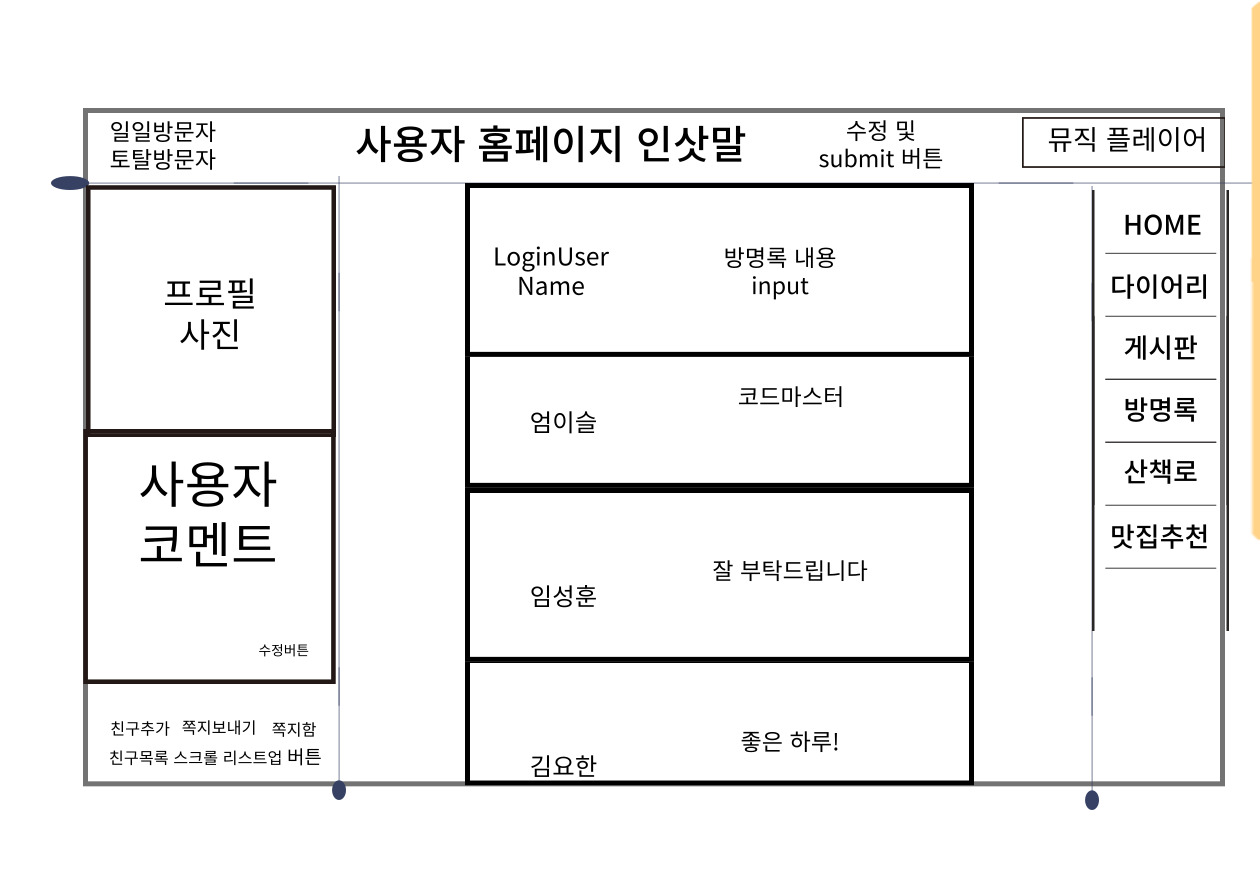 일일방문자
토탈방문자
사용자 홈페이지 인삿말
수정 및
submit 버튼
뮤직 플레이어
프로필
사진
사용자
코멘트
수정버튼
친구추가 쪽지보내기 쪽지함
친구목록 스크롤 리스트업 버튼
LoginUser
Name
방명록 내용
input
엄이슬
코드마스터
임성훈
잘 부탁드립니다
김요한
좋은 하루!
HOME
다이어리
게시판
방명록
산책로
맛집추천